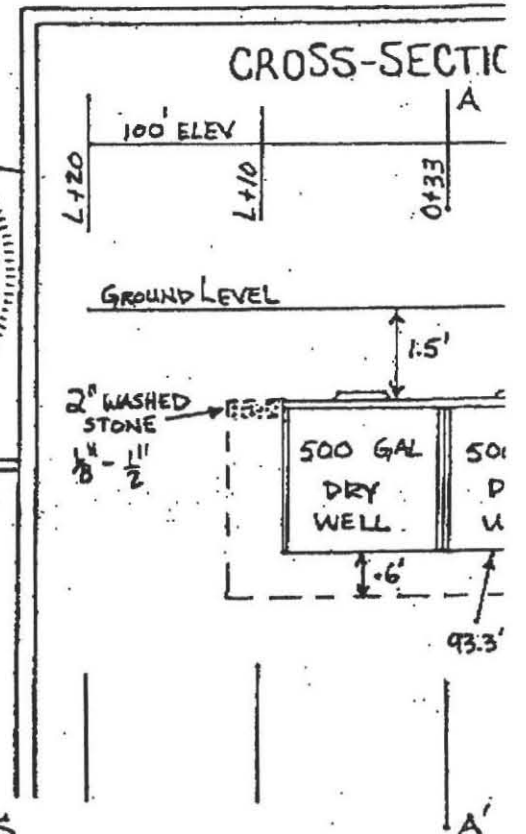 CROSS-SECTIO
A
100' ELEV
L+20
L+10
0+33
GROUND LEVEL
1.5'
2" WASHED
STONE
1/8" - 1/2"
500 GAL
DRY
WELL
50
D
W
.6'
93.3'
A'